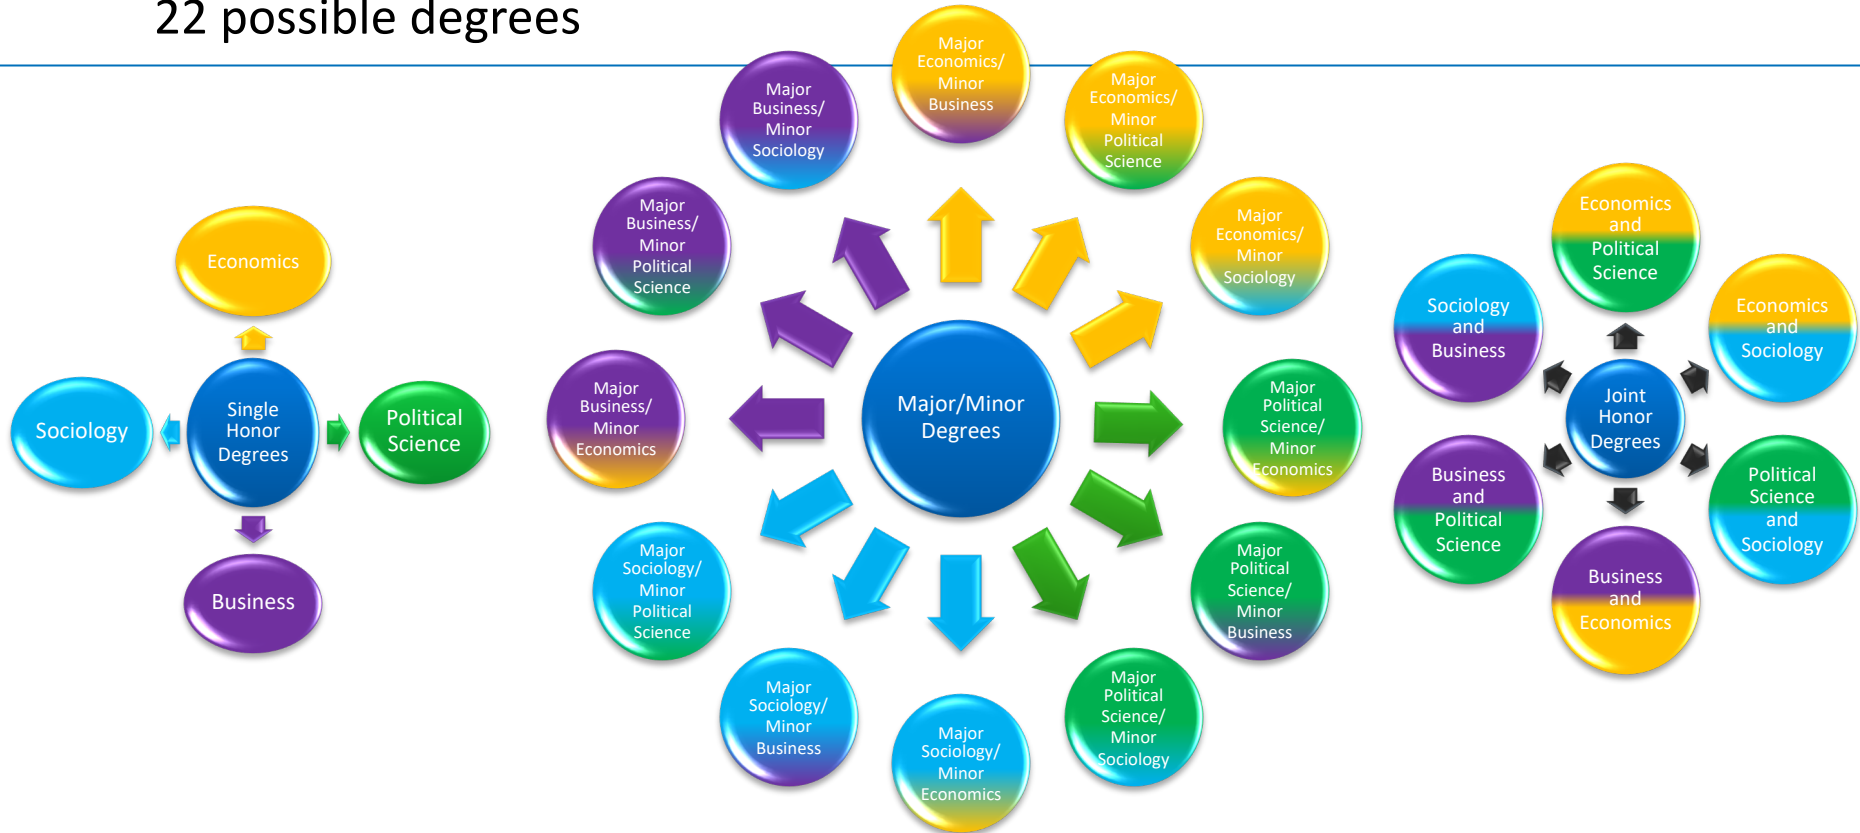 22 possible degrees
Economics
Sociology
Single
Honor
Degrees
Political
Science
Business
Major/Minor
Degrees
Major
Economics/
Minor
Business
Major
Economics/
Minor
Political
Science
Major
Economics/
Minor
Sociology
Major
Political
Science/
Minor
Economics
Major
Political
Science/
Minor
Business
Major
Political
Science/
Minor
Sociology
Major
Sociology/
Minor
Economics
Major
Sociology/
Minor
Business
Major
Sociology/
Minor
Political
Science
Major
Business/
Minor
Economics
Major
Business/
Minor
Political
Science
Major
Business/
Minor
Sociology
Joint
Honor
Degrees
Economics
and
Political
Science
Economics
and
Sociology
Political
Science
and
Sociology
Business
and
Economics
Business
and
Political
Science
Sociology
and
Business